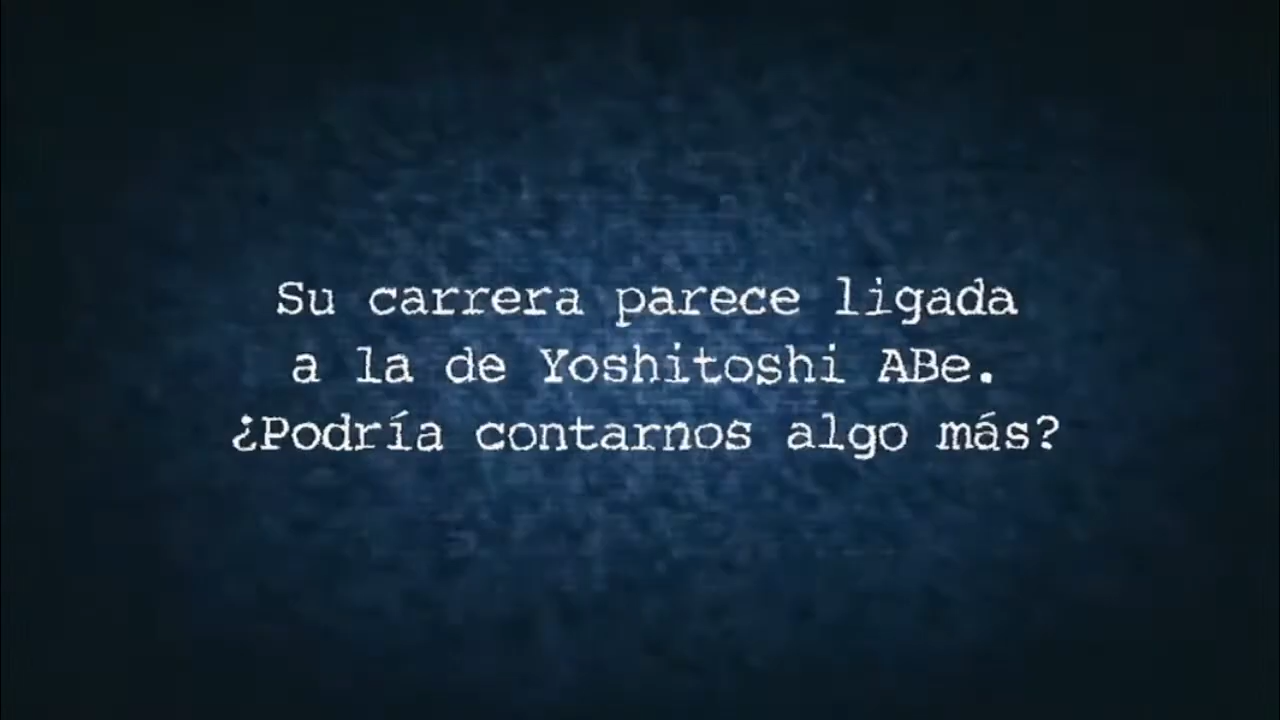 Su carrera parece ligada
a la de Yoshitoshi ABe.
¿Podría contarnos algo más?